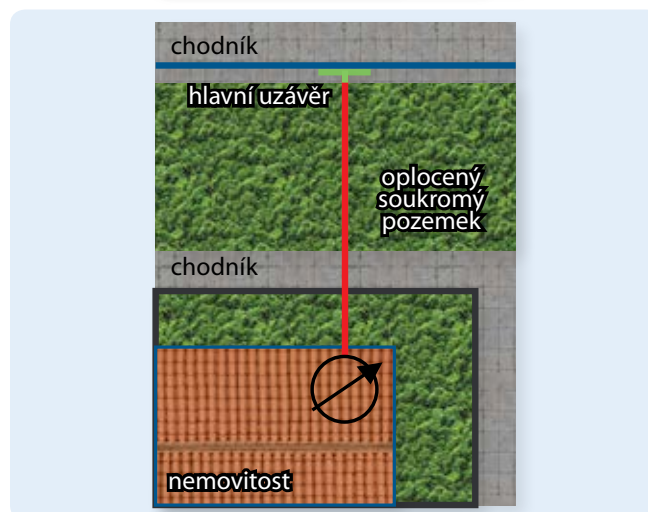 chodník
hlavní uzávěr
oplocený
soukromý
pozemek
chodník
nemovitost